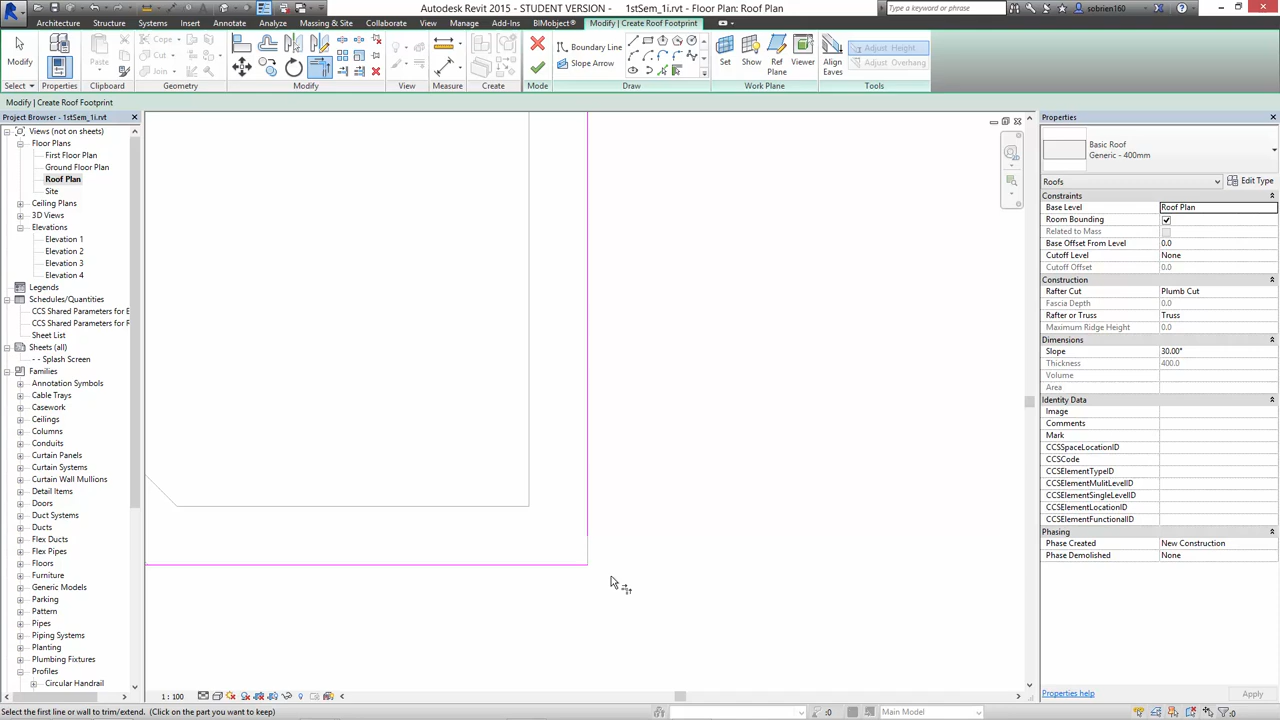 Autodesk Revit 2015 - STUDENT VERSION - 1stSem_1i.rvt - Floor Plan: Roof Plan
Type a keyword or phrase
sobrien160
Architecture Structure Systems Insert Annotate Analyze Massing & Site Collaborate View Manage Add-Ins BIMobject® Modify | Create Roof Footprint
Modify
Paste
Cope
Cut
Join
Boundary Line
Slope Arrow
Set Show Ref Plane Viewer
Align Eaves
Adjust Height
Adjust Overhang
Select Properties Clipboard Geometry Modify View Measure Create Mode Draw Work Plane Tools
Modify | Create Roof Footprint
Project Browser - 1stSem_1i.rvt
Views (not on sheets)
Floor Plans
First Floor Plan
Ground Floor Plan
Roof Plan
Site
Ceiling Plans
3D Views
Elevations
Elevation 1
Elevation 2
Elevation 3
Elevation 4
Legends
Schedules/Quantities
CCS Shared Parameters for E
CCS Shared Parameters for F
Sheet List
Sheets (all)
- - Splash Screen
Families
Annotation Symbols
Cable Trays
Casework
Ceilings
Columns
Conduits
Curtain Panels
Curtain Systems
Curtain Wall Mullions
Detail Items
Doors
Duct Systems
Ducts
Flex Ducts
Flex Pipes
Floors
Furniture
Generic Models
Parking
Pattern
Pipes
Piping Systems
Planting
Plumbing Fixtures
Profiles
Circular Handrail
1 : 100
Properties
Basic Roof
Generic - 400mm
Roofs
Edit Type
Constraints
Base Level Roof Plan
Room Bounding
Related to Mass
Base Offset From Level 0.0
Cutoff Level None
Cutoff Offset 0.0
Construction
Rafter Cut Plumb Cut
Fascia Depth 0.0
Rafter or Truss Truss
Maximum Ridge Height 0.0
Dimensions
Slope 30.00°
Thickness 400.0
Volume
Area
Identity Data
Image
Comments
Mark
CCSSpaceLocationID
CCSCode
CCSElementTypeID
CCSElementMulitLevelID
CCSElementSingleLevelID
CCSElementLocationID
CCSElementFunctionalID
Phasing
Phase Created New Construction
Phase Demolished None
Properties help
Apply
Select the first line or wall to trim/extend. (Click on the part you want to keep)
:0
Main Model
:0